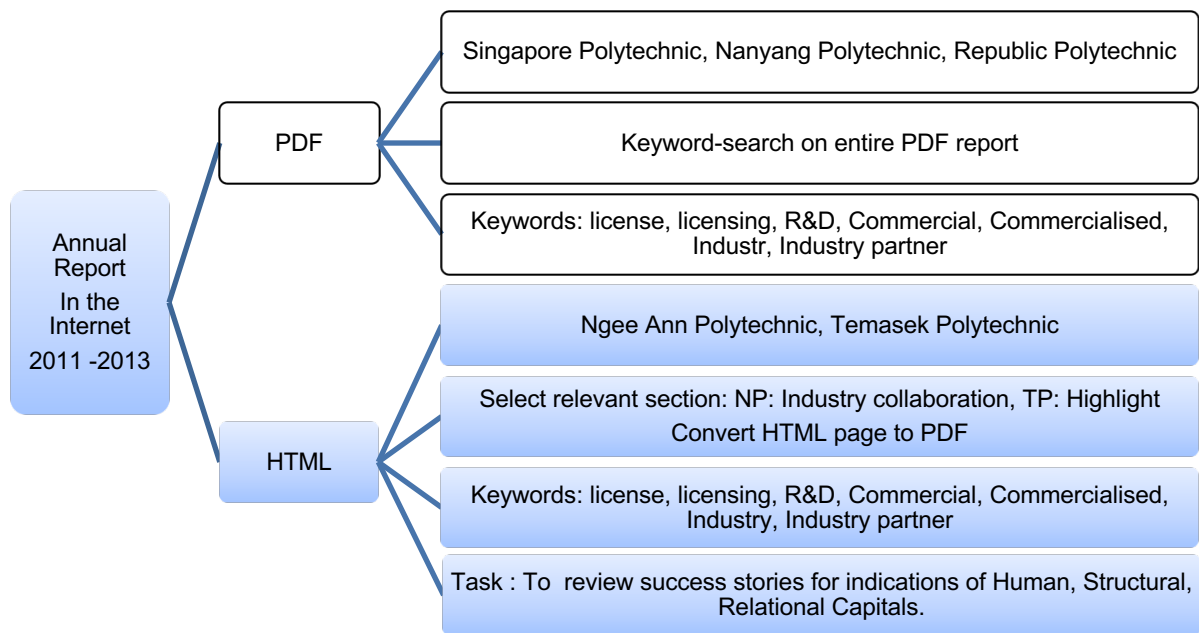 Annual
Report
In the
Internet
2011 -2013
PDF
Singapore Polytechnic, Nanyang Polytechnic, Republic Polytechnic
Keyword-search on entire PDF report
Keywords: license, licensing, R&D, Commercial, Commercialised,
Industr, Industry partner
HTML
Ngee Ann Polytechnic, Temasek Polytechnic
Select relevant section: NP: Industry collaboration, TP: Highlight
Convert HTML page to PDF
Keywords: license, licensing, R&D, Commercial, Commercialised,
Industry, Industry partner
Task : To review success stories for indications of Human, Structural,
Relational Capitals.